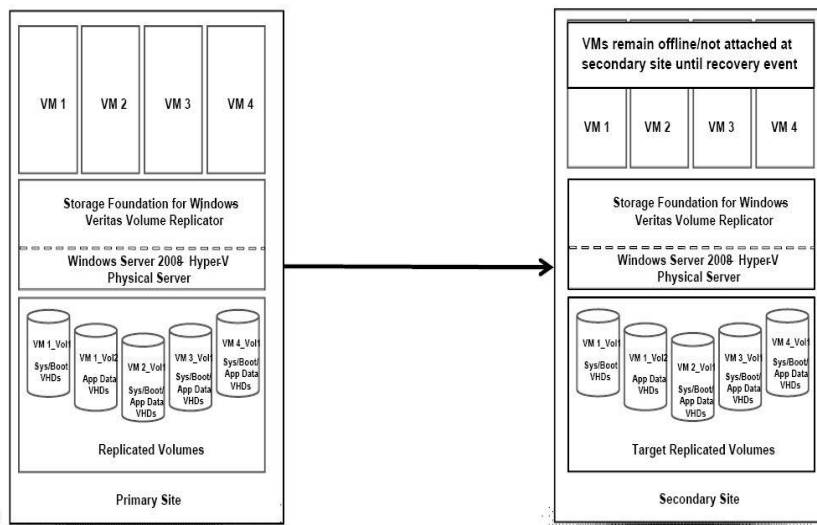 VM 1
VM 2
VM 3
VM 4
Storage Foundation for Windows
Veritas Volume Replicator
Windows Server 2008- Hyper-V
Physical Server
VM 1_Vol1
Sys/Boot
VHDs
VM 1_Vol2
App Data
VHDs
VM 2_Vol1
Sys/Boot/
App Data
VHDs
VM 3_Vol1
Sys/Boot/
App Data
VHDs
VM 4_Vol1
Sys/Boot/
App Data
VHDs
Replicated Volumes
Primary Site
VMs remain offline/not attached at
secondary site until recovery event
VM 1
VM 2
VM 3
VM 4
Storage Foundation for Windows
Veritas Volume Replicator
Windows Server 2008- Hyper-V
Physical Server
VM 1_Vol1
Sys/Boot
VHDs
VM 1_Vol2
App Data
VHDs
VM 2_Vol1
Sys/Boot/
App Data
VHDs
VM 3_Vol1
Sys/Boot/
App Data
VHDs
VM 4_Vol1
Sys/Boot/
App Data
VHDs
Target Replicated Volumes
Secondary Site